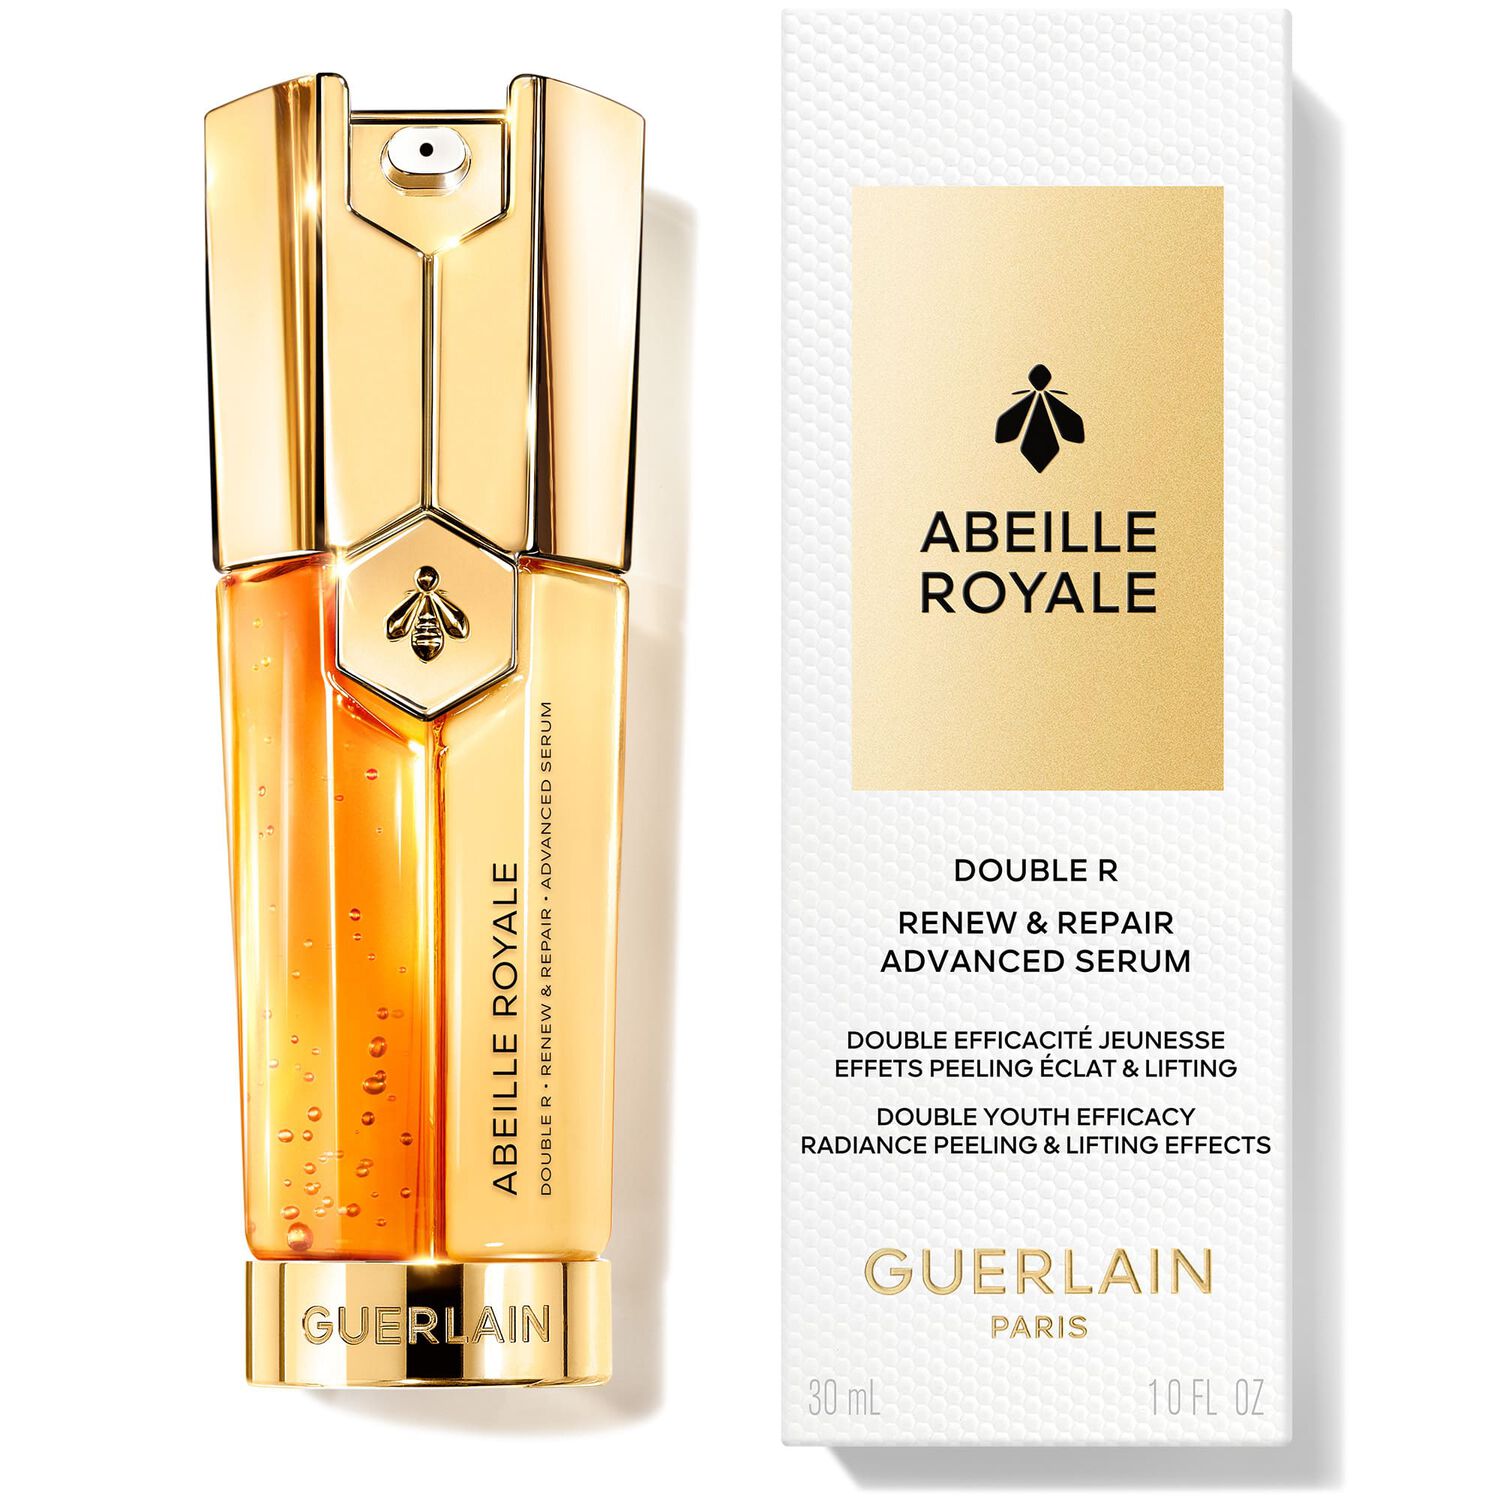 ABEILLE ROYALE
DOUBLE R • RENEW & REPAIR • ADVANCED SERUM
GUERLAIN
ABEILLE
ROYALE
DOUBLE R
RENEW & REPAIR
ADVANCED SERUM
DOUBLE EFFICACITÉ JEUNESSE
EFFETS PEELING ÉCLAT & LIFTING
DOUBLE YOUTH EFFICACY
RADIANCE PEELING & LIFTING EFFECTS
GUERLAIN
PARIS
30 mL
1 0 FL OZ